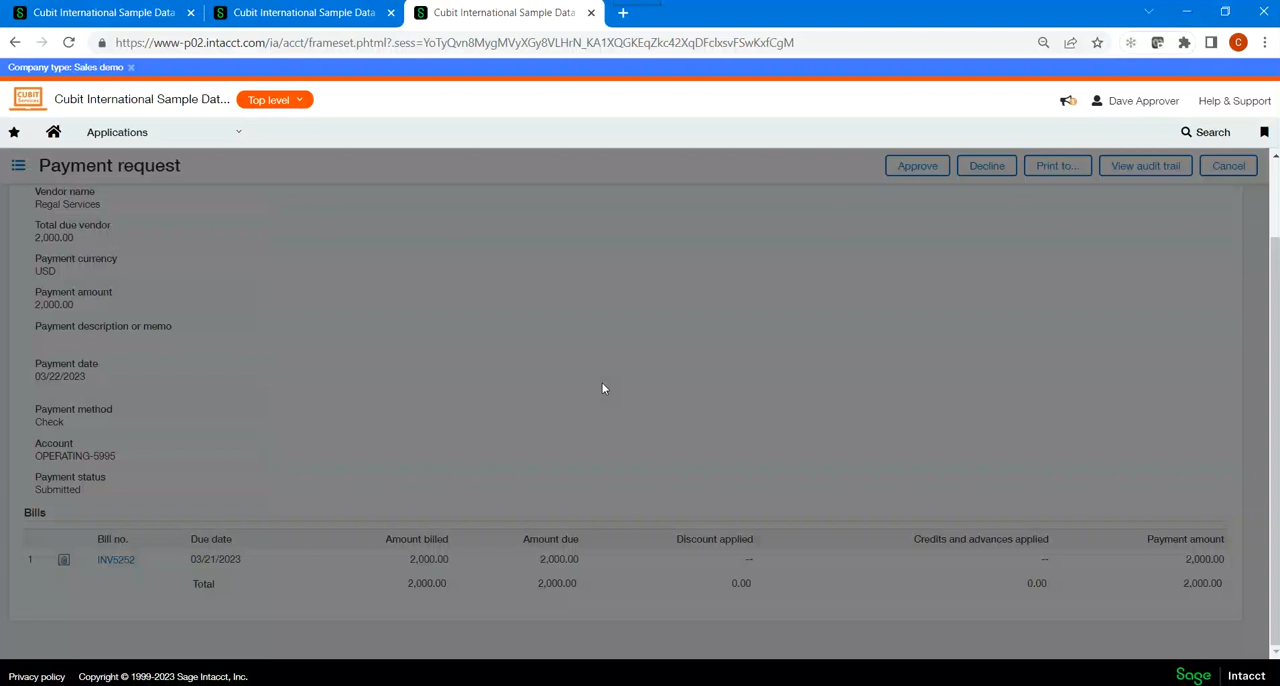 Cubit International Sample Data
Cubit International Sample Data
Cubit International Sample Data
https://www-p02.intacct.com/ia/acct/frameset.phtml?.sess=YoTyQvn8MygMVyXGy8VLHrN_KA1XQGKEqZkc42XqDFclxsvFSwKxfCgM
C
Company type: Sales demo
CUBIT
Cubit International Sample Dat...
Top level
Dave Approver
Help & Support
Applications
Search
Payment request
Approve
Decline
Print to...
View audit trail
Cancel
Vendor name
Regal Services
Total due vendor
2,000.00
Payment currency
USD
Payment amount
2,000.00
Payment description or memo
Payment date
03/22/2023
Payment method
Check
Account
OPERATING-5995
Payment status
Submitted
Bills
Bill no. Due date Amount billed Amount due Discount applied Credits and advances applied Payment amount
1 INV5252 03/21/2023 2,000.00 2,000.00 -- -- 2,000.00
Total 2,000.00 2,000.00 0.00 0.00 2,000.00
Privacy policy Copyright © 1999-2023 Sage Intacct, Inc.
Sage Intacct